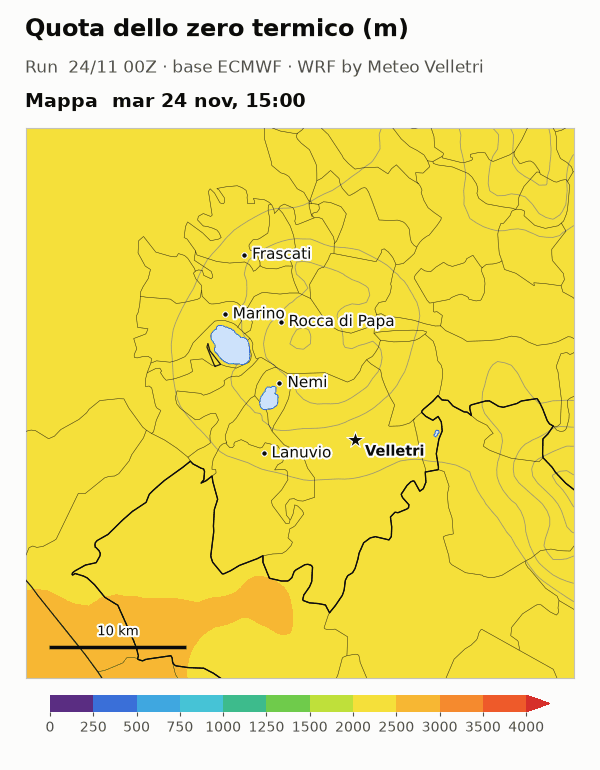 Quota dello zero termico (m)
Run  24/11 00Z · base ECMWF · WRF by Meteo Velletri
Mappa  mar 24 nov, 15:00
Frascati
Marino
Rocca di Papa
Nemi
Velletri
Lanuvio
10 km
0 250 500 750 1000 1250 1500 2000 2500 3000 3500 4000